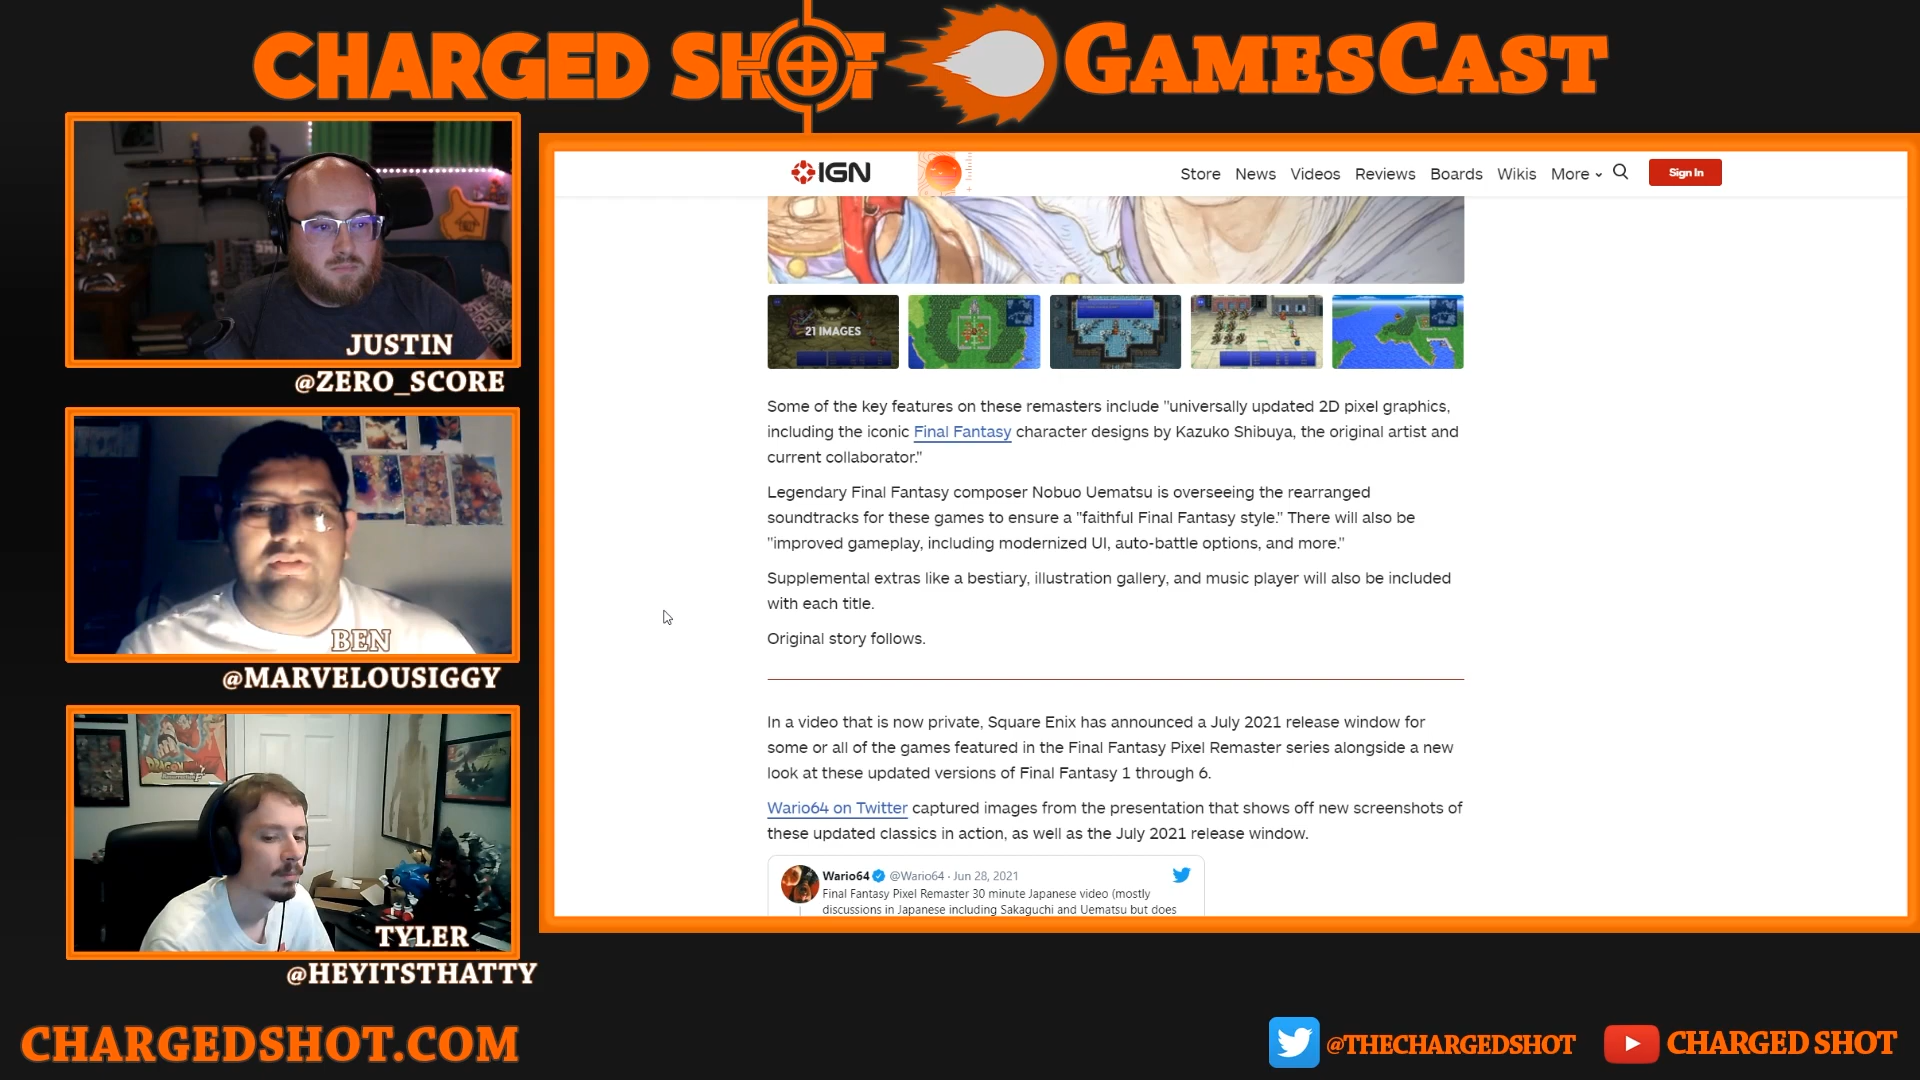 CHARGED SHOT GAMESCAST
JUSTIN
@ZERO_SCORE
BEN
@MARVELOUSIGGY
DRAGON
TYLER
@HEYITSTHATTY
IGN
Store News Videos Reviews Boards Wikis More Sign In
21 IMAGES
Some of the key features on these remasters include "universally updated 2D pixel graphics,
including the iconic Final Fantasy character designs by Kazuko Shibuya, the original artist and
current collaborator."
Legendary Final Fantasy composer Nobuo Uematsu is overseeing the rearranged
soundtracks for these games to ensure a "faithful Final Fantasy style." There will also be
"improved gameplay, including modernized UI, auto-battle options, and more."
Supplemental extras like a bestiary, illustration gallery, and music player will also be included
with each title.
Original story follows.
In a video that is now private, Square Enix has announced a July 2021 release window for
some or all of the games featured in the Final Fantasy Pixel Remaster series alongside a new
look at these updated versions of Final Fantasy 1 through 6.
Wario64 on Twitter captured images from the presentation that shows off new screenshots of
these updated classics in action, as well as the July 2021 release window.
Wario64 @Wario64 · Jun 28, 2021
Final Fantasy Pixel Remaster 30 minute Japanese video (mostly
discussions in Japanese including Sakaguchi and Uematsu but does
CHARGEDSHOT.COM
@THECHARGEDSHOT
CHARGED SHOT